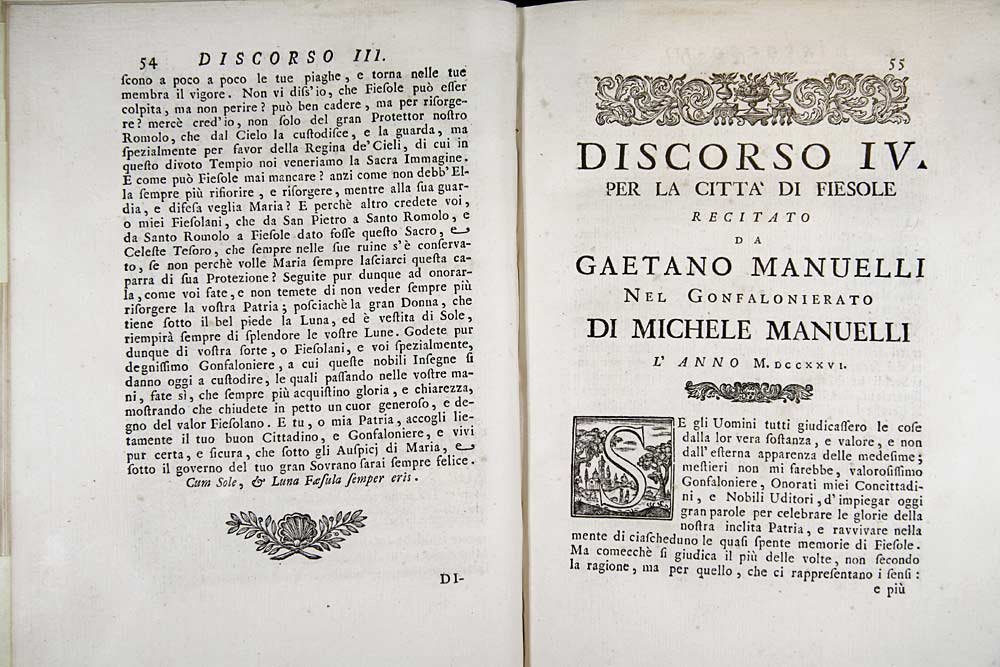 54 DISCORSO III.
ſcono a poco a poco le tue piaghe, e torna nelle tue
membra il vigore. Non vi diſs'io, che Fieſole può eſſer
colpita, ma non perire? può ben cadere, ma per riſorge-
re? mercè cred'io, non ſolo del gran Protettor noſtro
Romolo, che dal Cielo la cuſtodiſce, e la guarda, ma
ſpezialmente per favor della Regina de' Cieli, di cui in
queſto divoto Tempio noi veneriamo la Sacra Immagine.
E come può Fieſole mai mancare? anzi come non debb'El-
la ſempre più rifiorire, e riſorgere, mentre alla ſua guar-
dia, e difeſa veglia Maria? E perchè altro credete voi,
o miei Fieſolani, che da San Pietro a Santo Romolo, e
da Santo Romolo a Fieſole dato foſſe queſto Sacro, e
Celeſte Teſoro, che ſempre nelle ſue ruine s'è conſerva-
to, ſe non perchè volle Maria ſempre laſciarci queſta ca-
parra di ſua Protezione? Seguite pur dunque ad onorar-
la, come voi fate, e non temete di non veder ſempre più
riſorgere la voſtra Patria; poſciachè la gran Donna, che
tiene ſotto il bel piede la Luna, ed è veſtita di Sole,
riempirà ſempre di ſplendore le voſtre Lune. Godete pur
dunque di voſtra ſorte, o Fieſolani, e voi ſpezialmente,
degniſſimo Gonfaloniere, a cui queſte nobili Inſegne ſi
danno oggi a cuſtodire, le quali paſſando nelle voſtre ma-
ni, fate sì, che ſempre più acquiſtino gloria, e chiarezza,
moſtrando che chiudete in petto un cuor generoſo, e de-
gno del valor Fieſolano. E tu, o mia Patria, accogli lie-
tamente il tuo buon Cittadino, e Gonfaloniere, e vivi
pur certa, e ſicura, che ſotto gli Auſpicj di Maria, e
ſotto il governo del tuo gran Sovrano ſarai ſempre felice.
Cum Sole, & Luna Fæſula ſemper eris.
DI-
55
DISCORSO IV.
PER LA CITTA' DI FIESOLE
RECITATO
DA
GAETANO MANUELLI
NEL GONFALONIERATO
DI MICHELE MANUELLI
L'ANNO M.DCCXXVI.
SE gli Uomini tutti giudicaſſero le coſe
dalla lor vera ſoſtanza, e valore, e non
dall'eſterna apparenza delle medeſime;
meſtieri non mi ſarebbe, valoroſiſſimo
Gonfaloniere, Onorati miei Concittadi-
ni, e Nobili Uditori, d'impiegar oggi
gran parole per celebrare le glorie della
noſtra inclita Patria, e ravvivare nella
mente di ciaſcheduno le quaſi ſpente memorie di Fieſole.
Ma comecchè ſi giudica il più delle volte, non ſecondo
la ragione, ma per quello, che ci rappreſentano i ſenſi:
e più